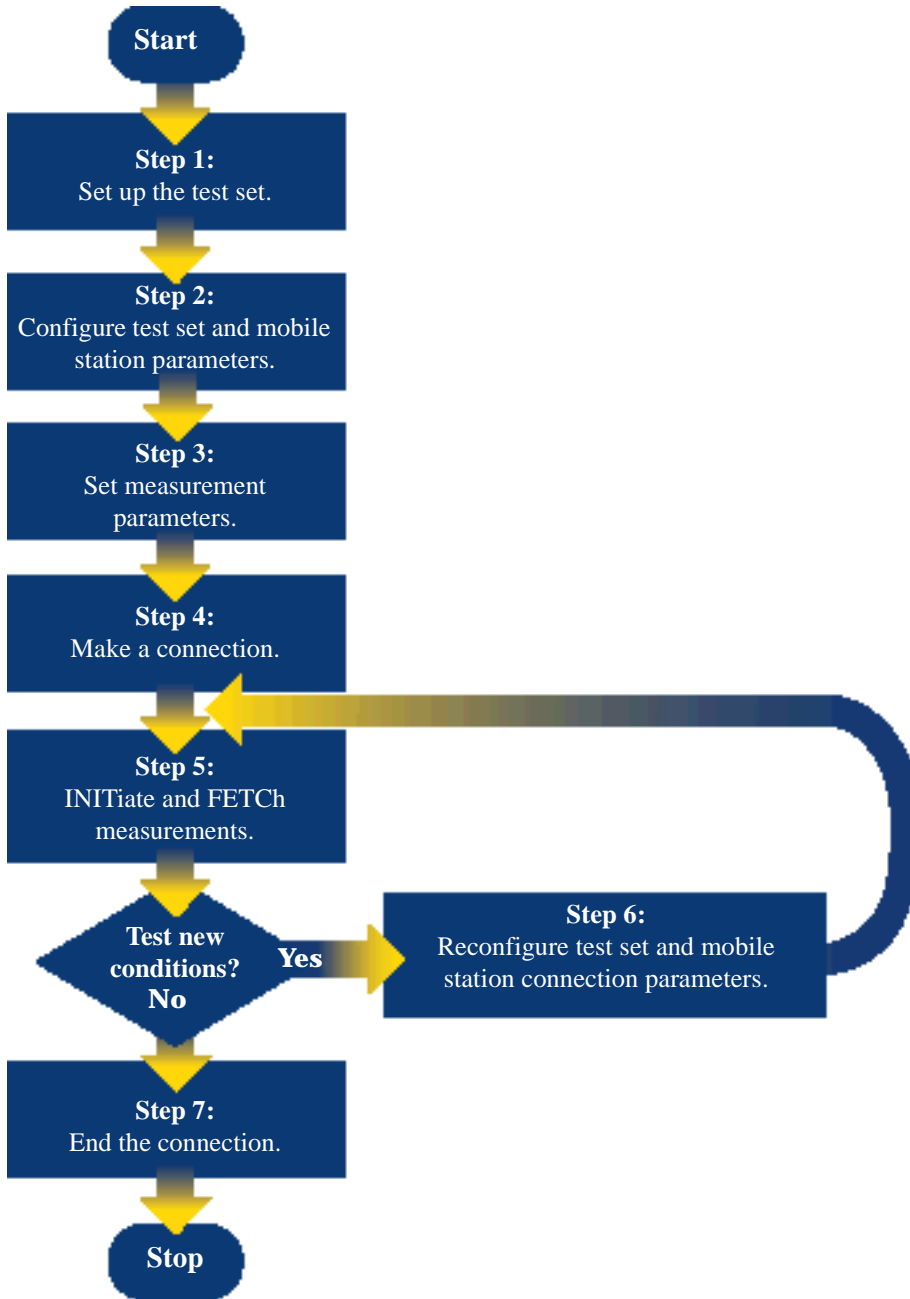 Start
Step 1:
Set up the test set.
Step 2:
Configure test set and mobile
station parameters.
Step 3:
Set measurement
parameters.
Step 4:
Make a connection.
Step 5:
INITiate and FETCh
measurements.
Test new
conditions?
No
Yes
Step 6:
Reconfigure test set and mobile
station connection parameters.
Step 7:
End the connection.
Stop